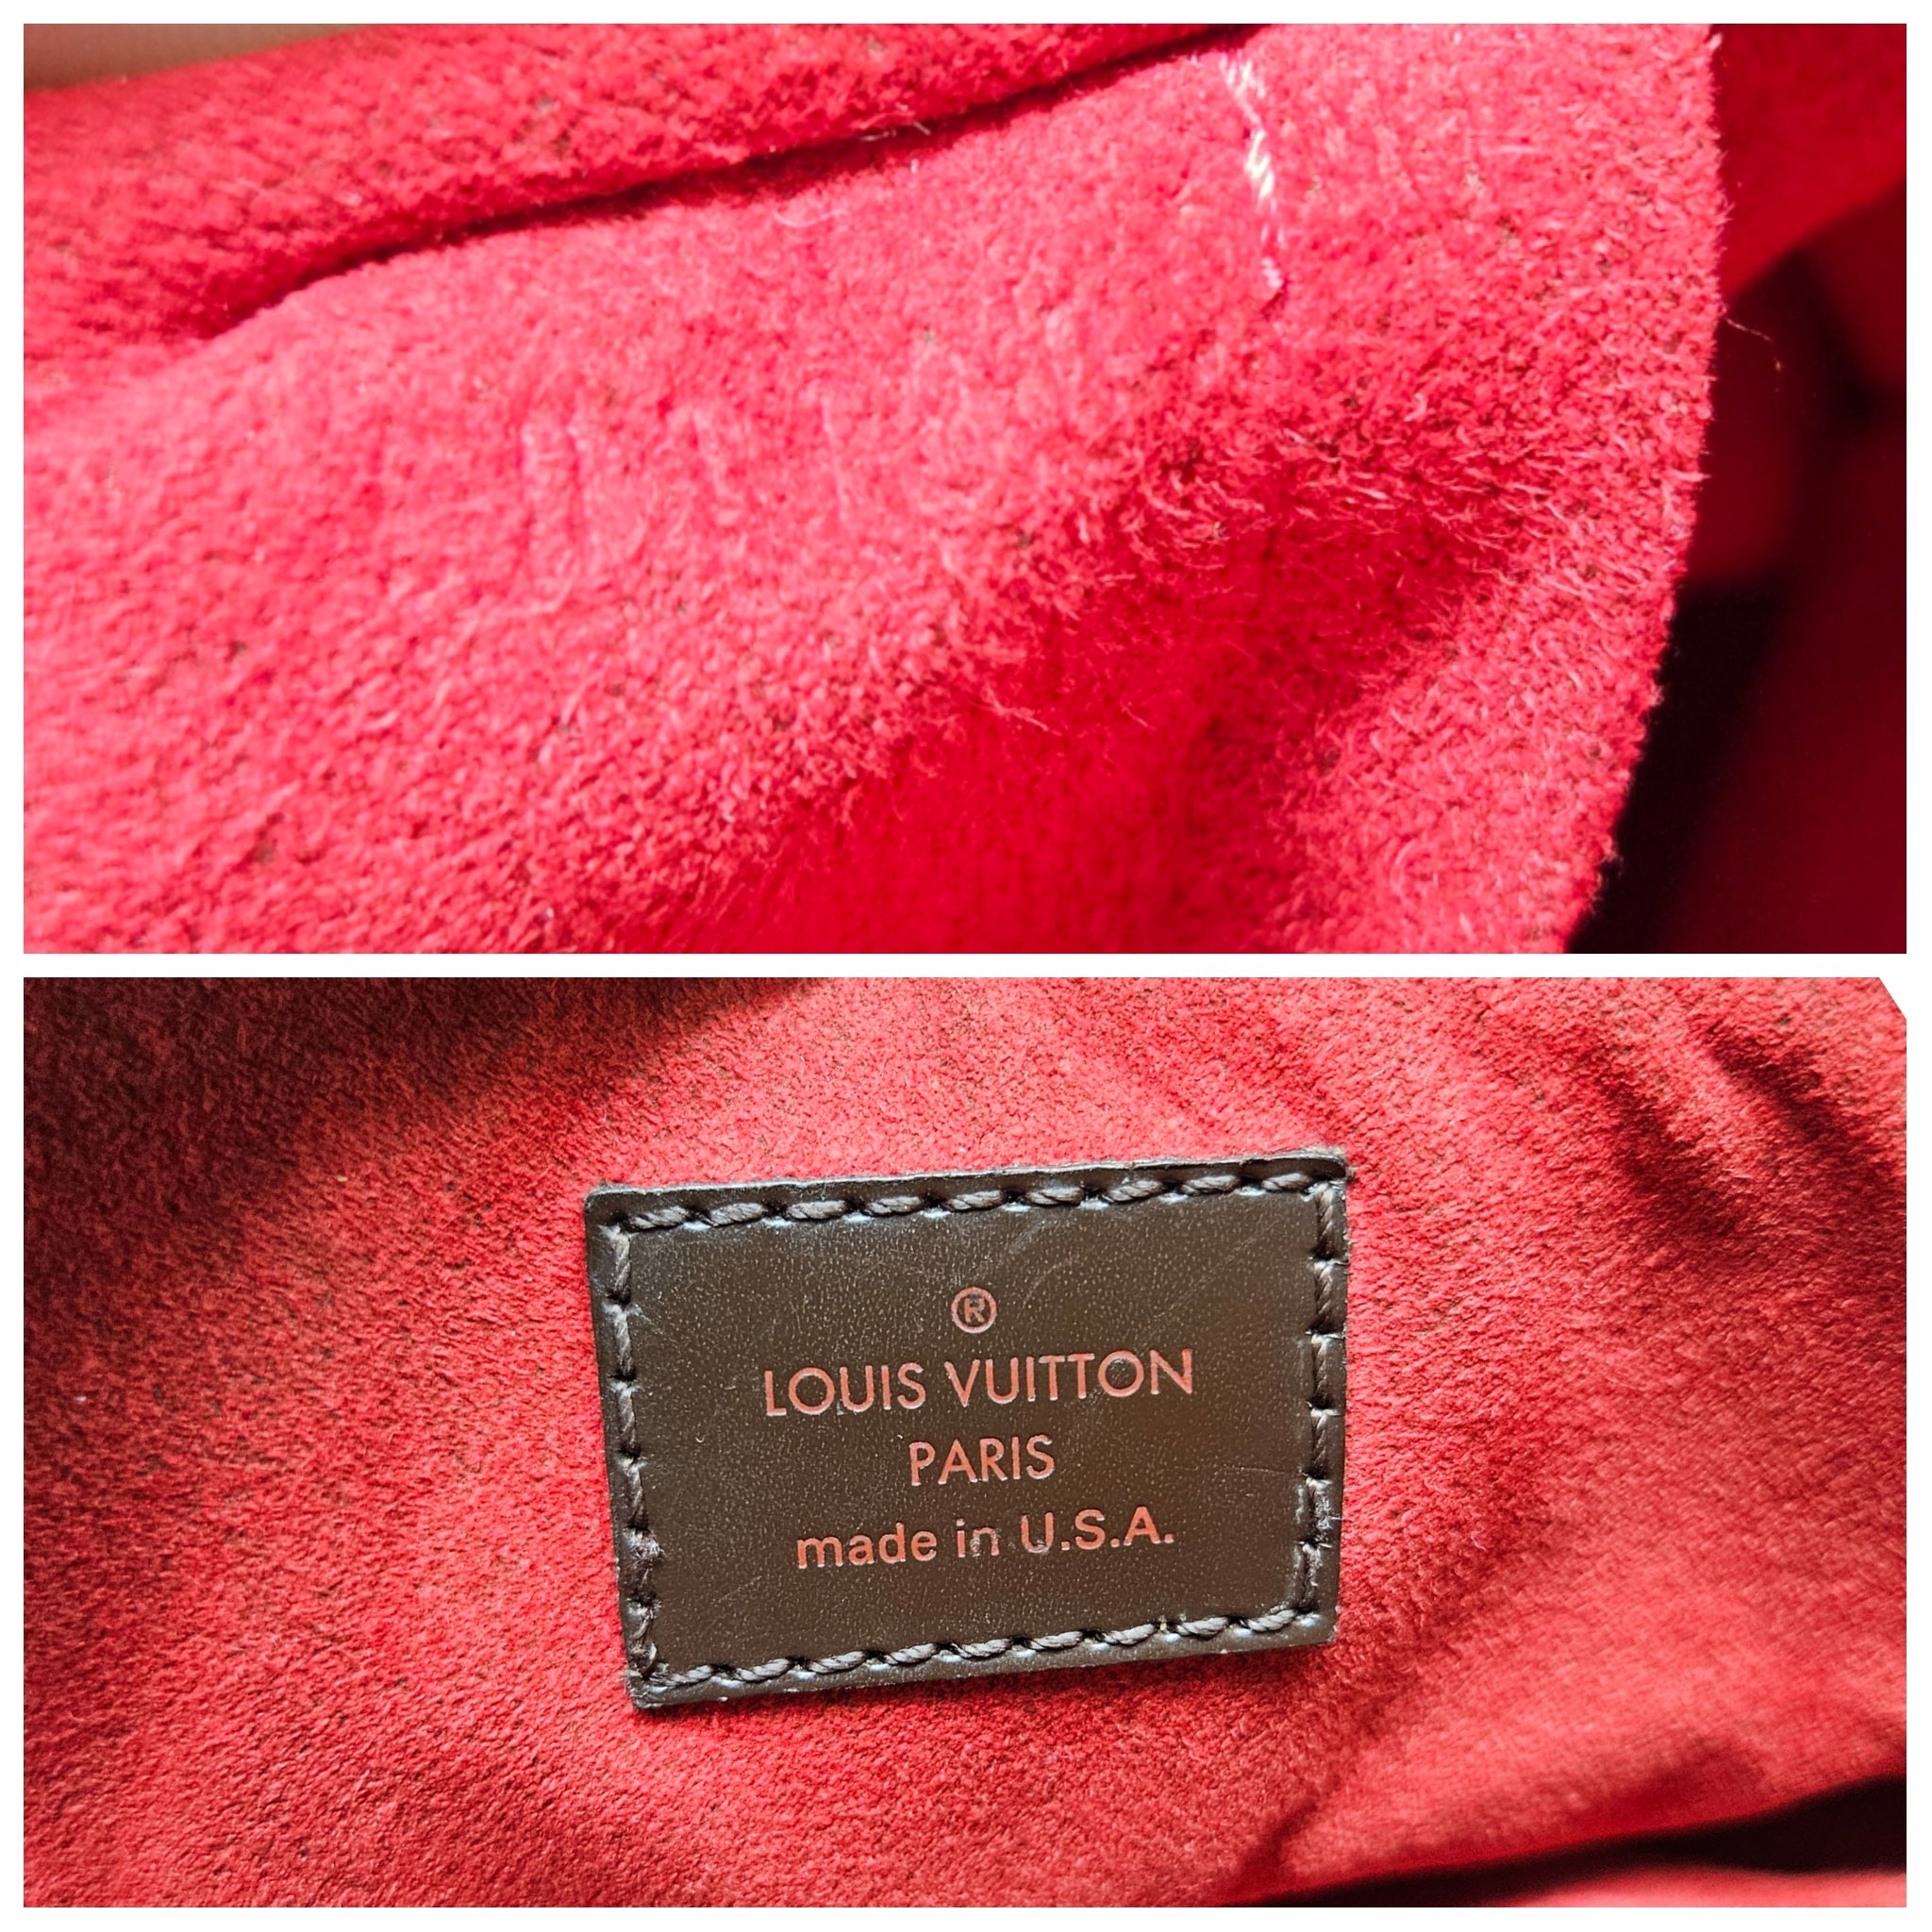 ®
LOUIS VUITTON
PARIS
made in U.S.A.